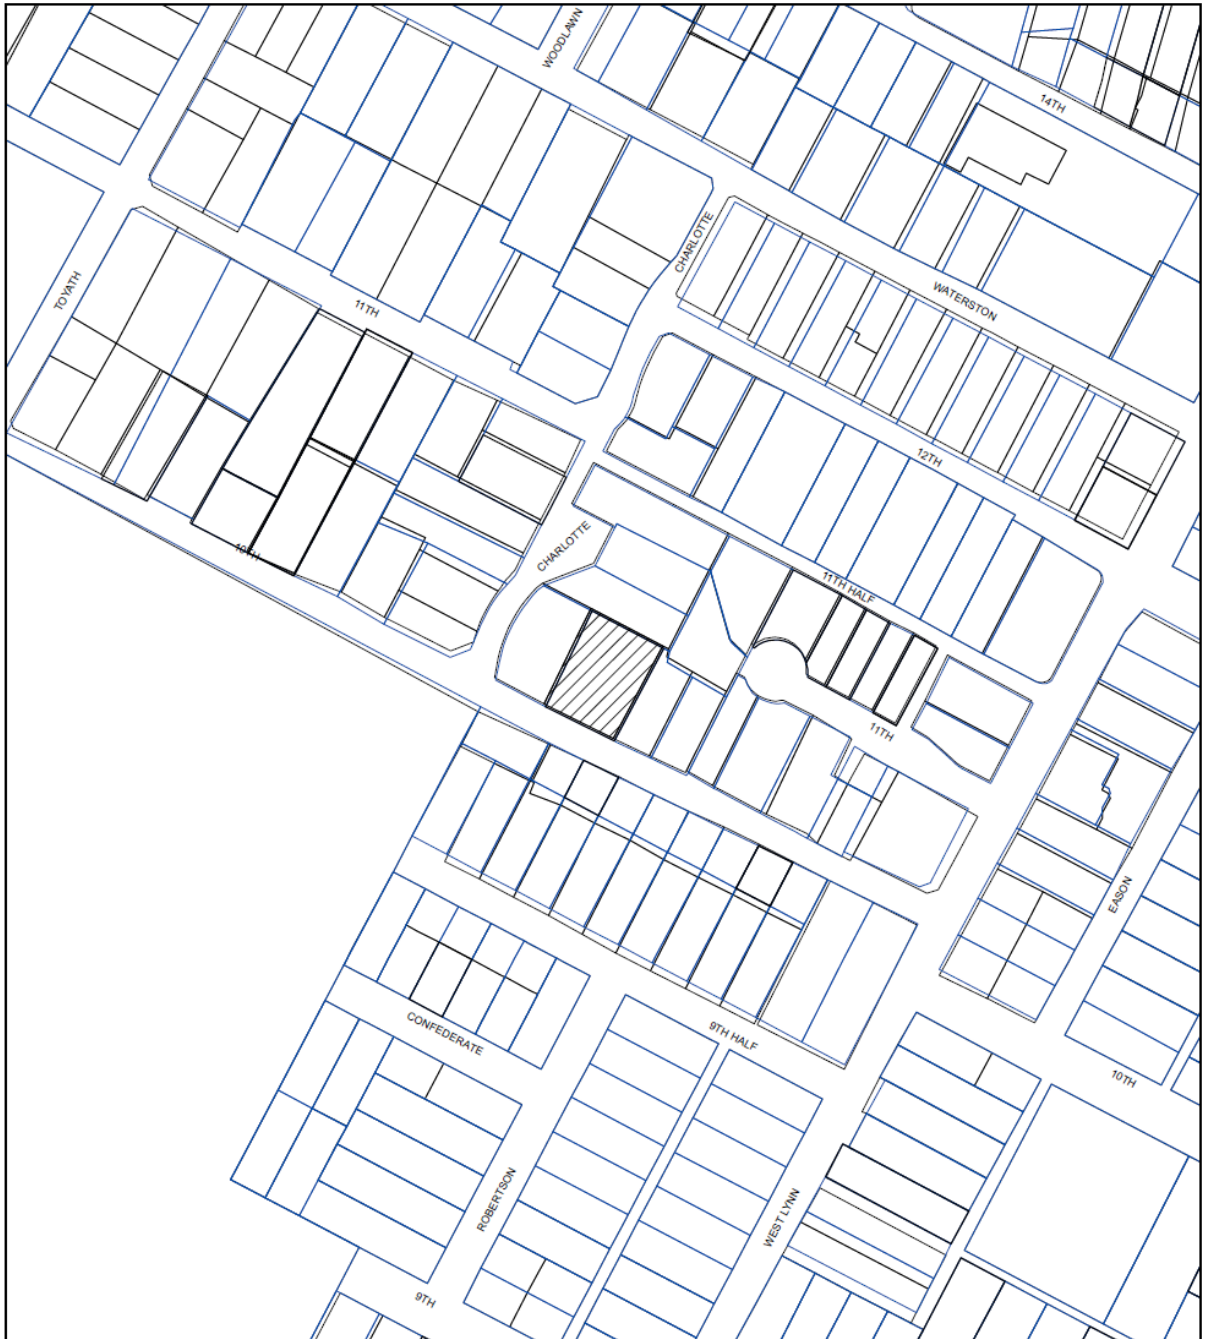 WOODLAWN
14TH
CHARLOTTE
TOYATH
WATERSTON
11TH
12TH
10TH
CHARLOTTE
11TH HALF
11TH
EASON
CONFEDERATE
9TH HALF
10TH
ROBERTSON
WEST LYNN
9TH